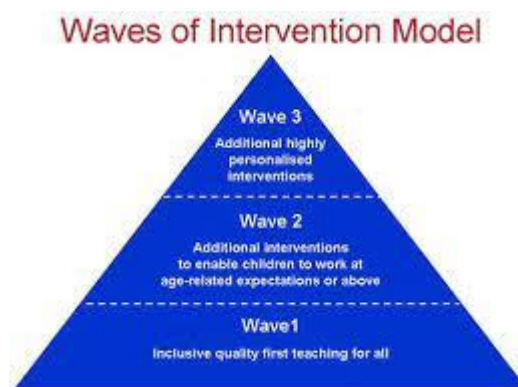 Waves of Intervention Model
Wave 3
Additional highly
personalised
interventions
Wave 2
Additional interventions
to enable children to work at
age-related expectations or above
Wave1
Inclusive quality first teaching for all